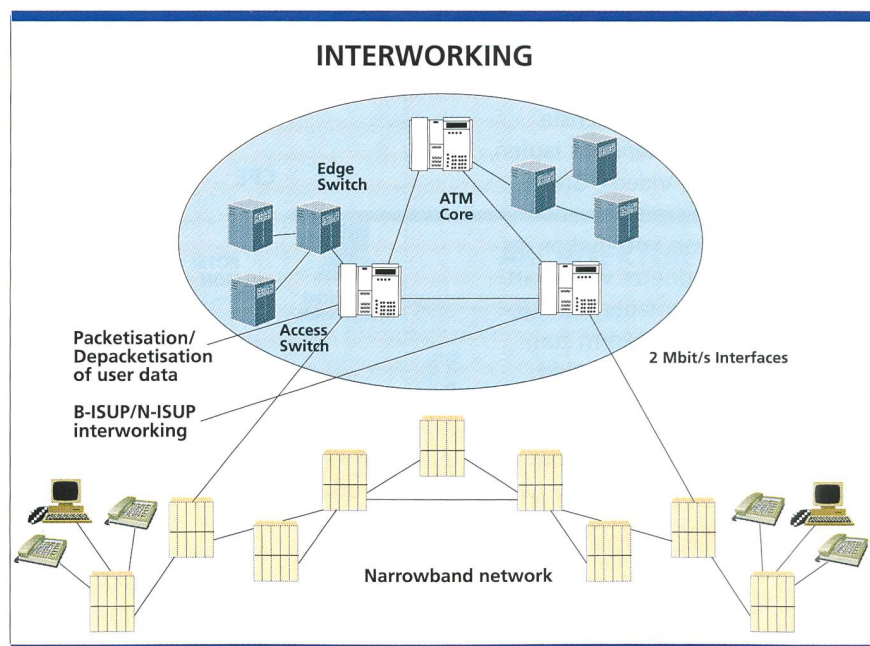 INTERWORKING
Edge
Switch
ATM
Core
Access
Switch
Packetisation/
Depacketisation
of user data
2 Mbit/s Interfaces
B-ISUP/N-ISUP
interworking
Narrowband network